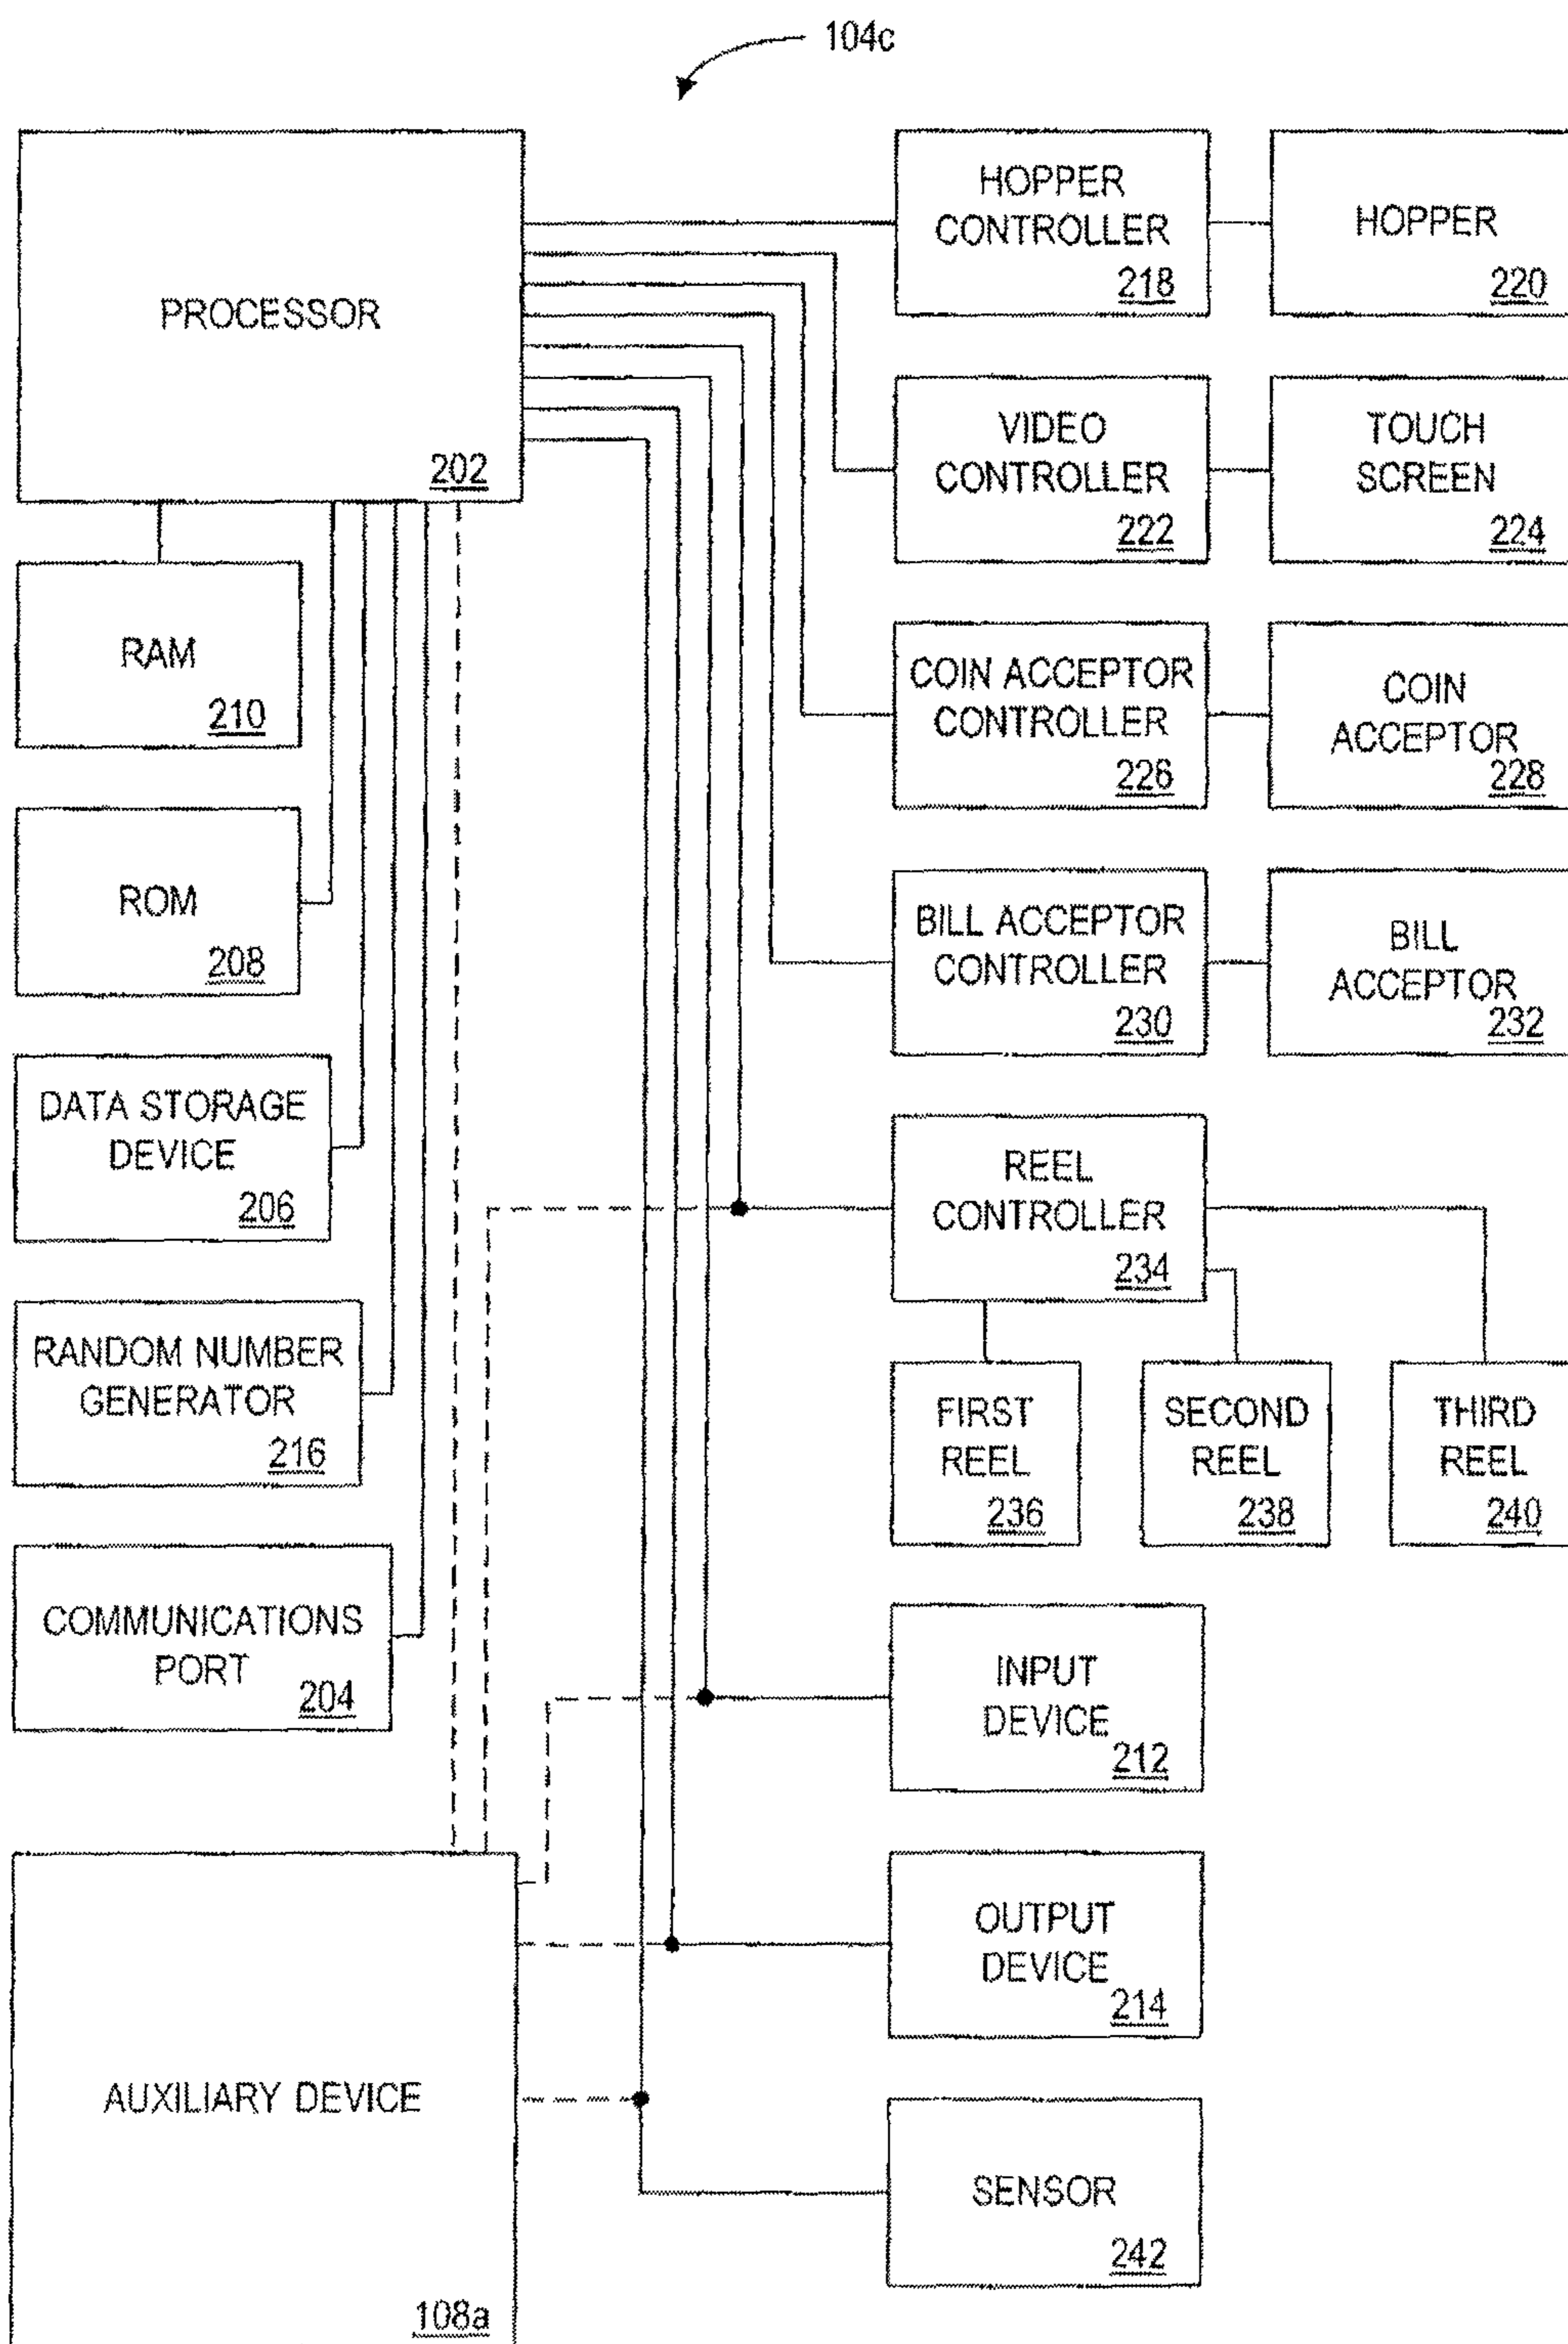 104c
PROCESSOR
202
HOPPER
CONTROLLER
218
HOPPER
220
VIDEO
CONTROLLER
222
TOUCH
SCREEN
224
RAM
210
COIN ACCEPTOR
CONTROLLER
226
COIN
ACCEPTOR
228
ROM
208
BILL ACCEPTOR
CONTROLLER
230
BILL
ACCEPTOR
232
DATA STORAGE
DEVICE
206
REEL
CONTROLLER
234
RANDOM NUMBER
GENERATOR
216
FIRST
REEL
236
SECOND
REEL
238
THIRD
REEL
240
COMMUNICATIONS
PORT
204
INPUT
DEVICE
212
OUTPUT
DEVICE
214
AUXILIARY DEVICE
108a
SENSOR
242